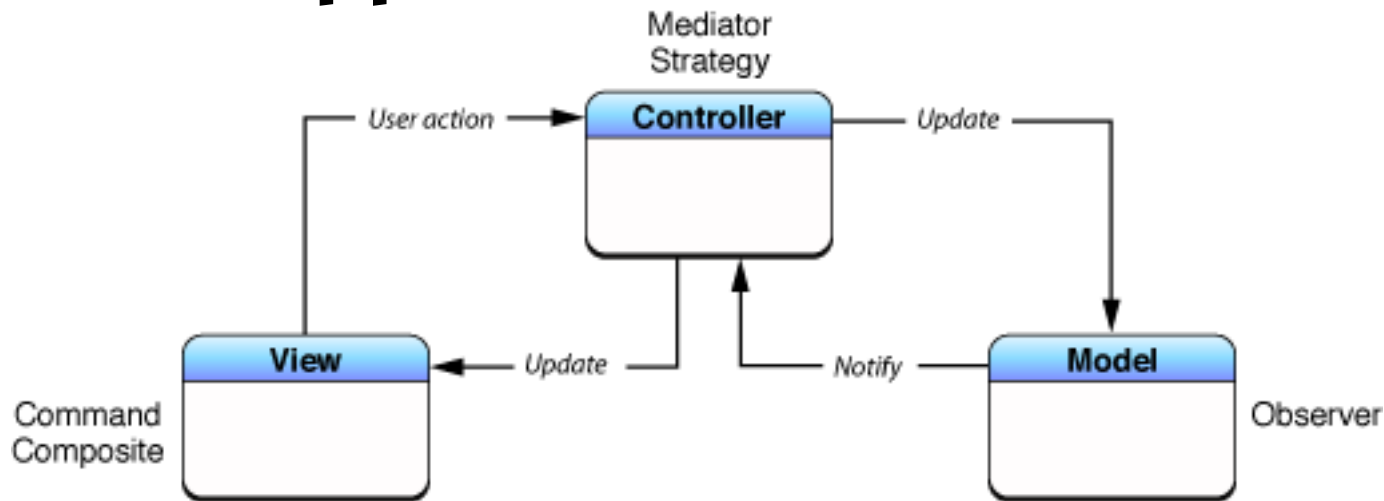 Mediator
Strategy
User action
Controller
Update
View
Update
Notify
Model
Command
Composite
Observer